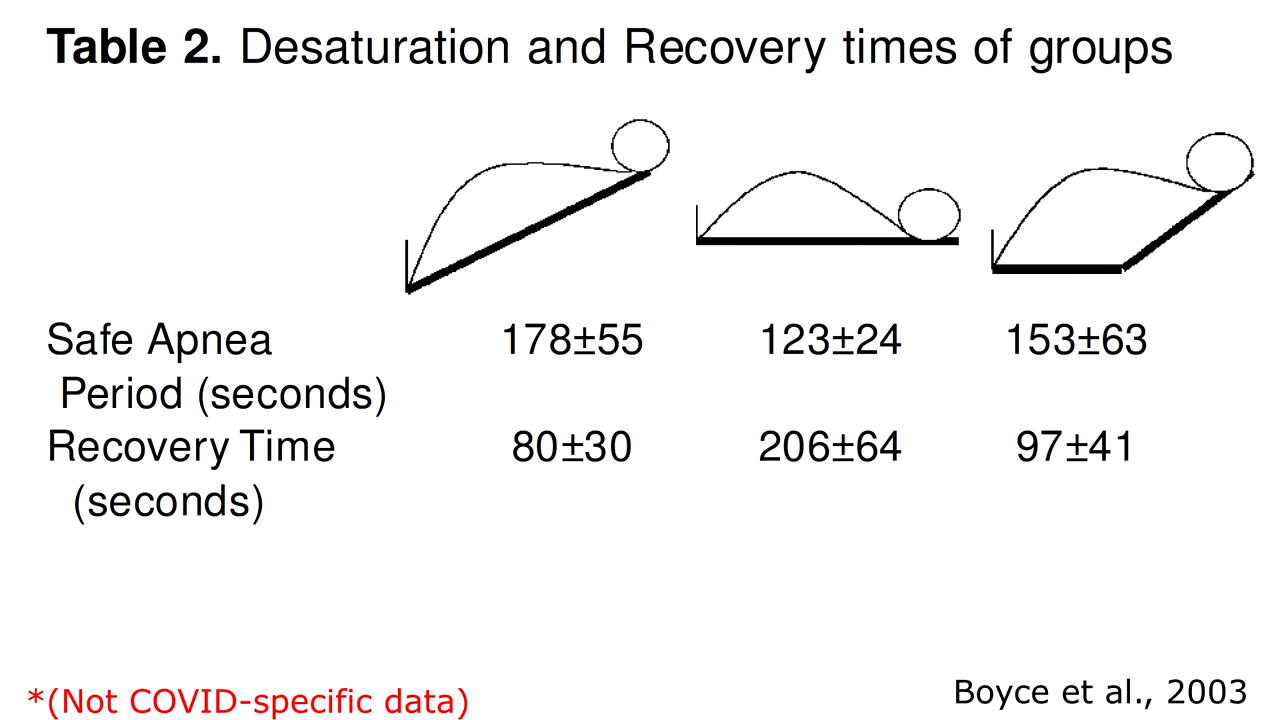 Table 2. Desaturation and Recovery times of groups
Safe Apnea 178±55 123±24 153±63
Period (seconds)
Recovery Time 80±30 206±64 97±41
(seconds)
*(Not COVID-specific data)
Boyce et al., 2003